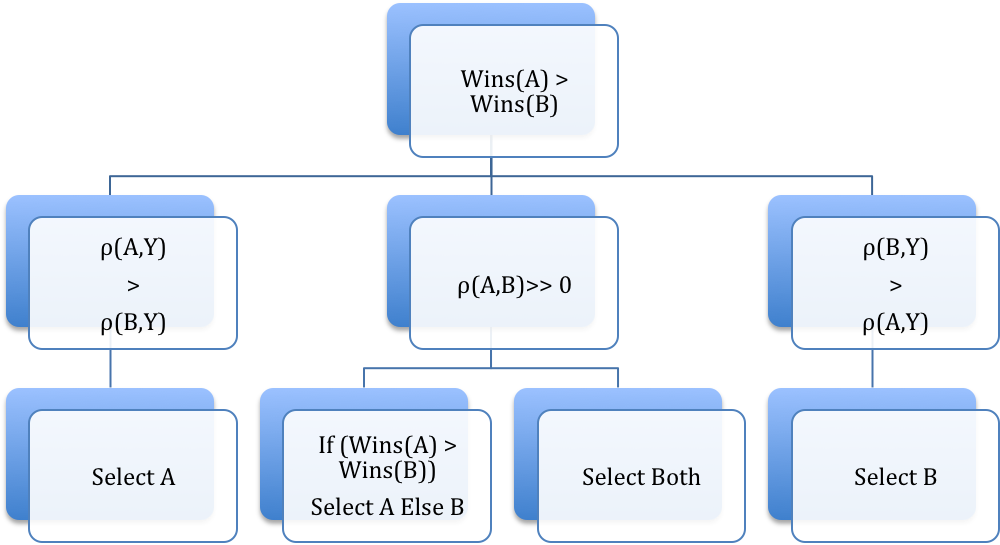 Wins(A) >
Wins(B)
ρ(A,Y)
>
ρ(B,Y)
ρ(A,B)>> 0
ρ(B,Y)
>
ρ(A,Y)
Select A
If (Wins(A) >
Wins(B))
Select A Else B
Select Both
Select B